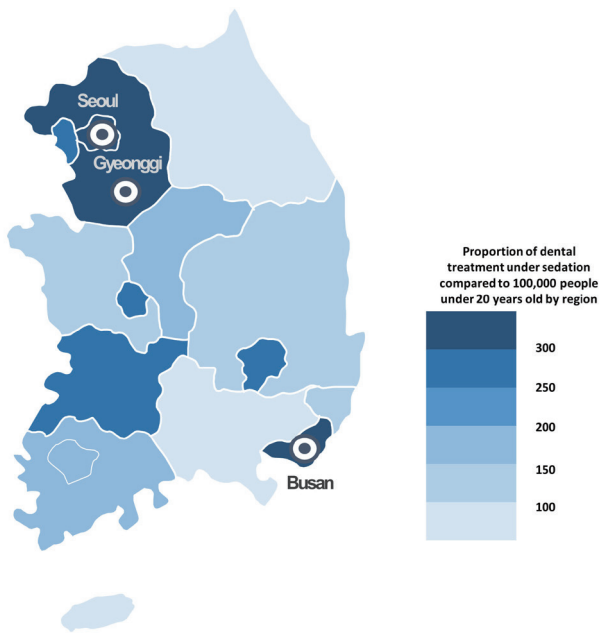 Seoul
Gyeonggi
Busan
Proportion of dental
treatment under sedation
compared to 100,000 people
under 20 years old by region
300
250
200
150
100